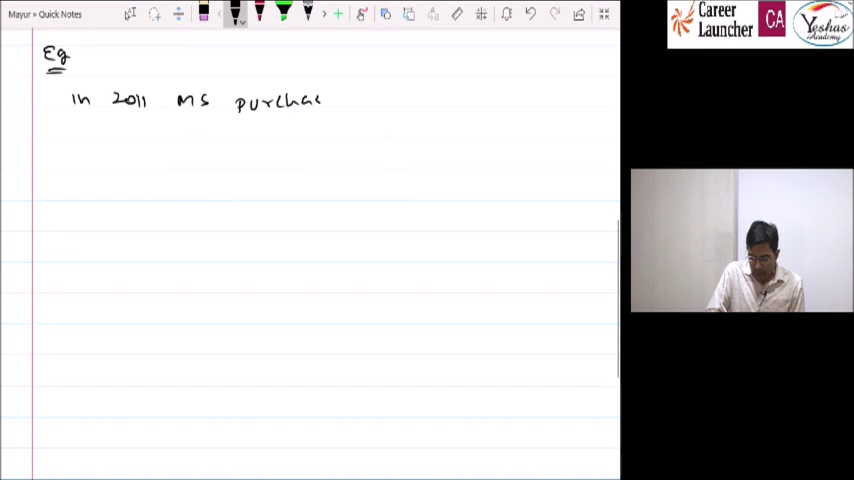 Mayur » Quick Notes
Career
Launcher
CA
Yeshas
Academy
Eg
in 2011 MS purchas